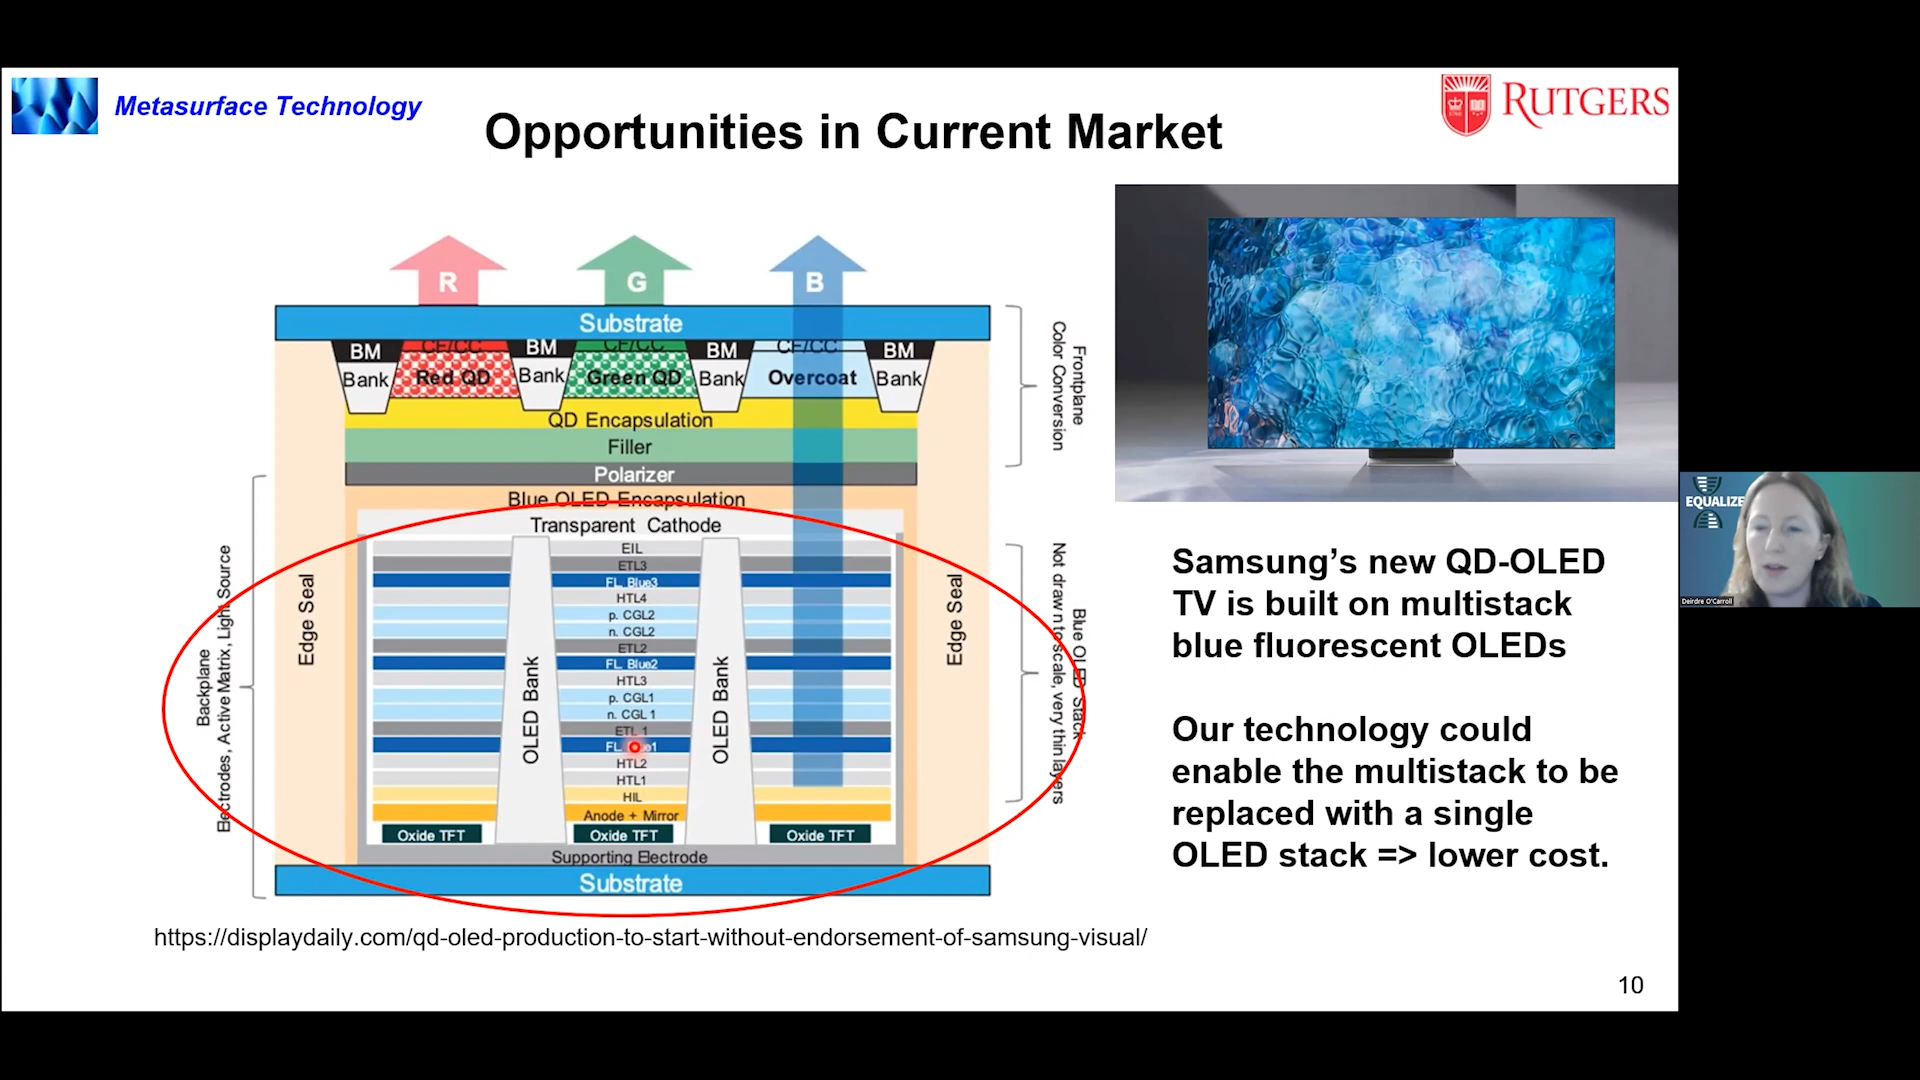 Metasurface Technology
Opportunities in Current Market
RUTGERS
R
G
B
Substrate
BM
CF/CC
BM
CF/CC
BM
CF/CC
BM
Bank
Red QD
Bank
Green QD
Bank
Overcoat
Bank
QD Encapsulation
Filler
Polarizer
Blue OLED Encapsulation
Transparent Cathode
EIL
ETL3
FL. Blue3
HTL4
p. CGL2
n. CGL2
ETL2
FL. Blue2
HTL3
p. CGL1
n. CGL 1
ETL 1
HTL2
HTL1
HIL
Anode + Mirror
Oxide TFT
Oxide TFT
Oxide TFT
Supporting Electrode
Substrate
OLED Bank
OLED Bank
Edge Seal
Edge Seal
Backplane
Electrodes, Active Matrix, Light Source
Frontplane
Color Conversion
Blue OLED Stack
Not drawn to scale, very thin layers
https://displaydaily.com/qd-oled-production-to-start-without-endorsement-of-samsung-visual/
Samsung’s new QD-OLED
TV is built on multistack
blue fluorescent OLEDs
Our technology could
enable the multistack to be
replaced with a single
OLED stack => lower cost.
10
EQUALIZE
Deirdre O'Carroll